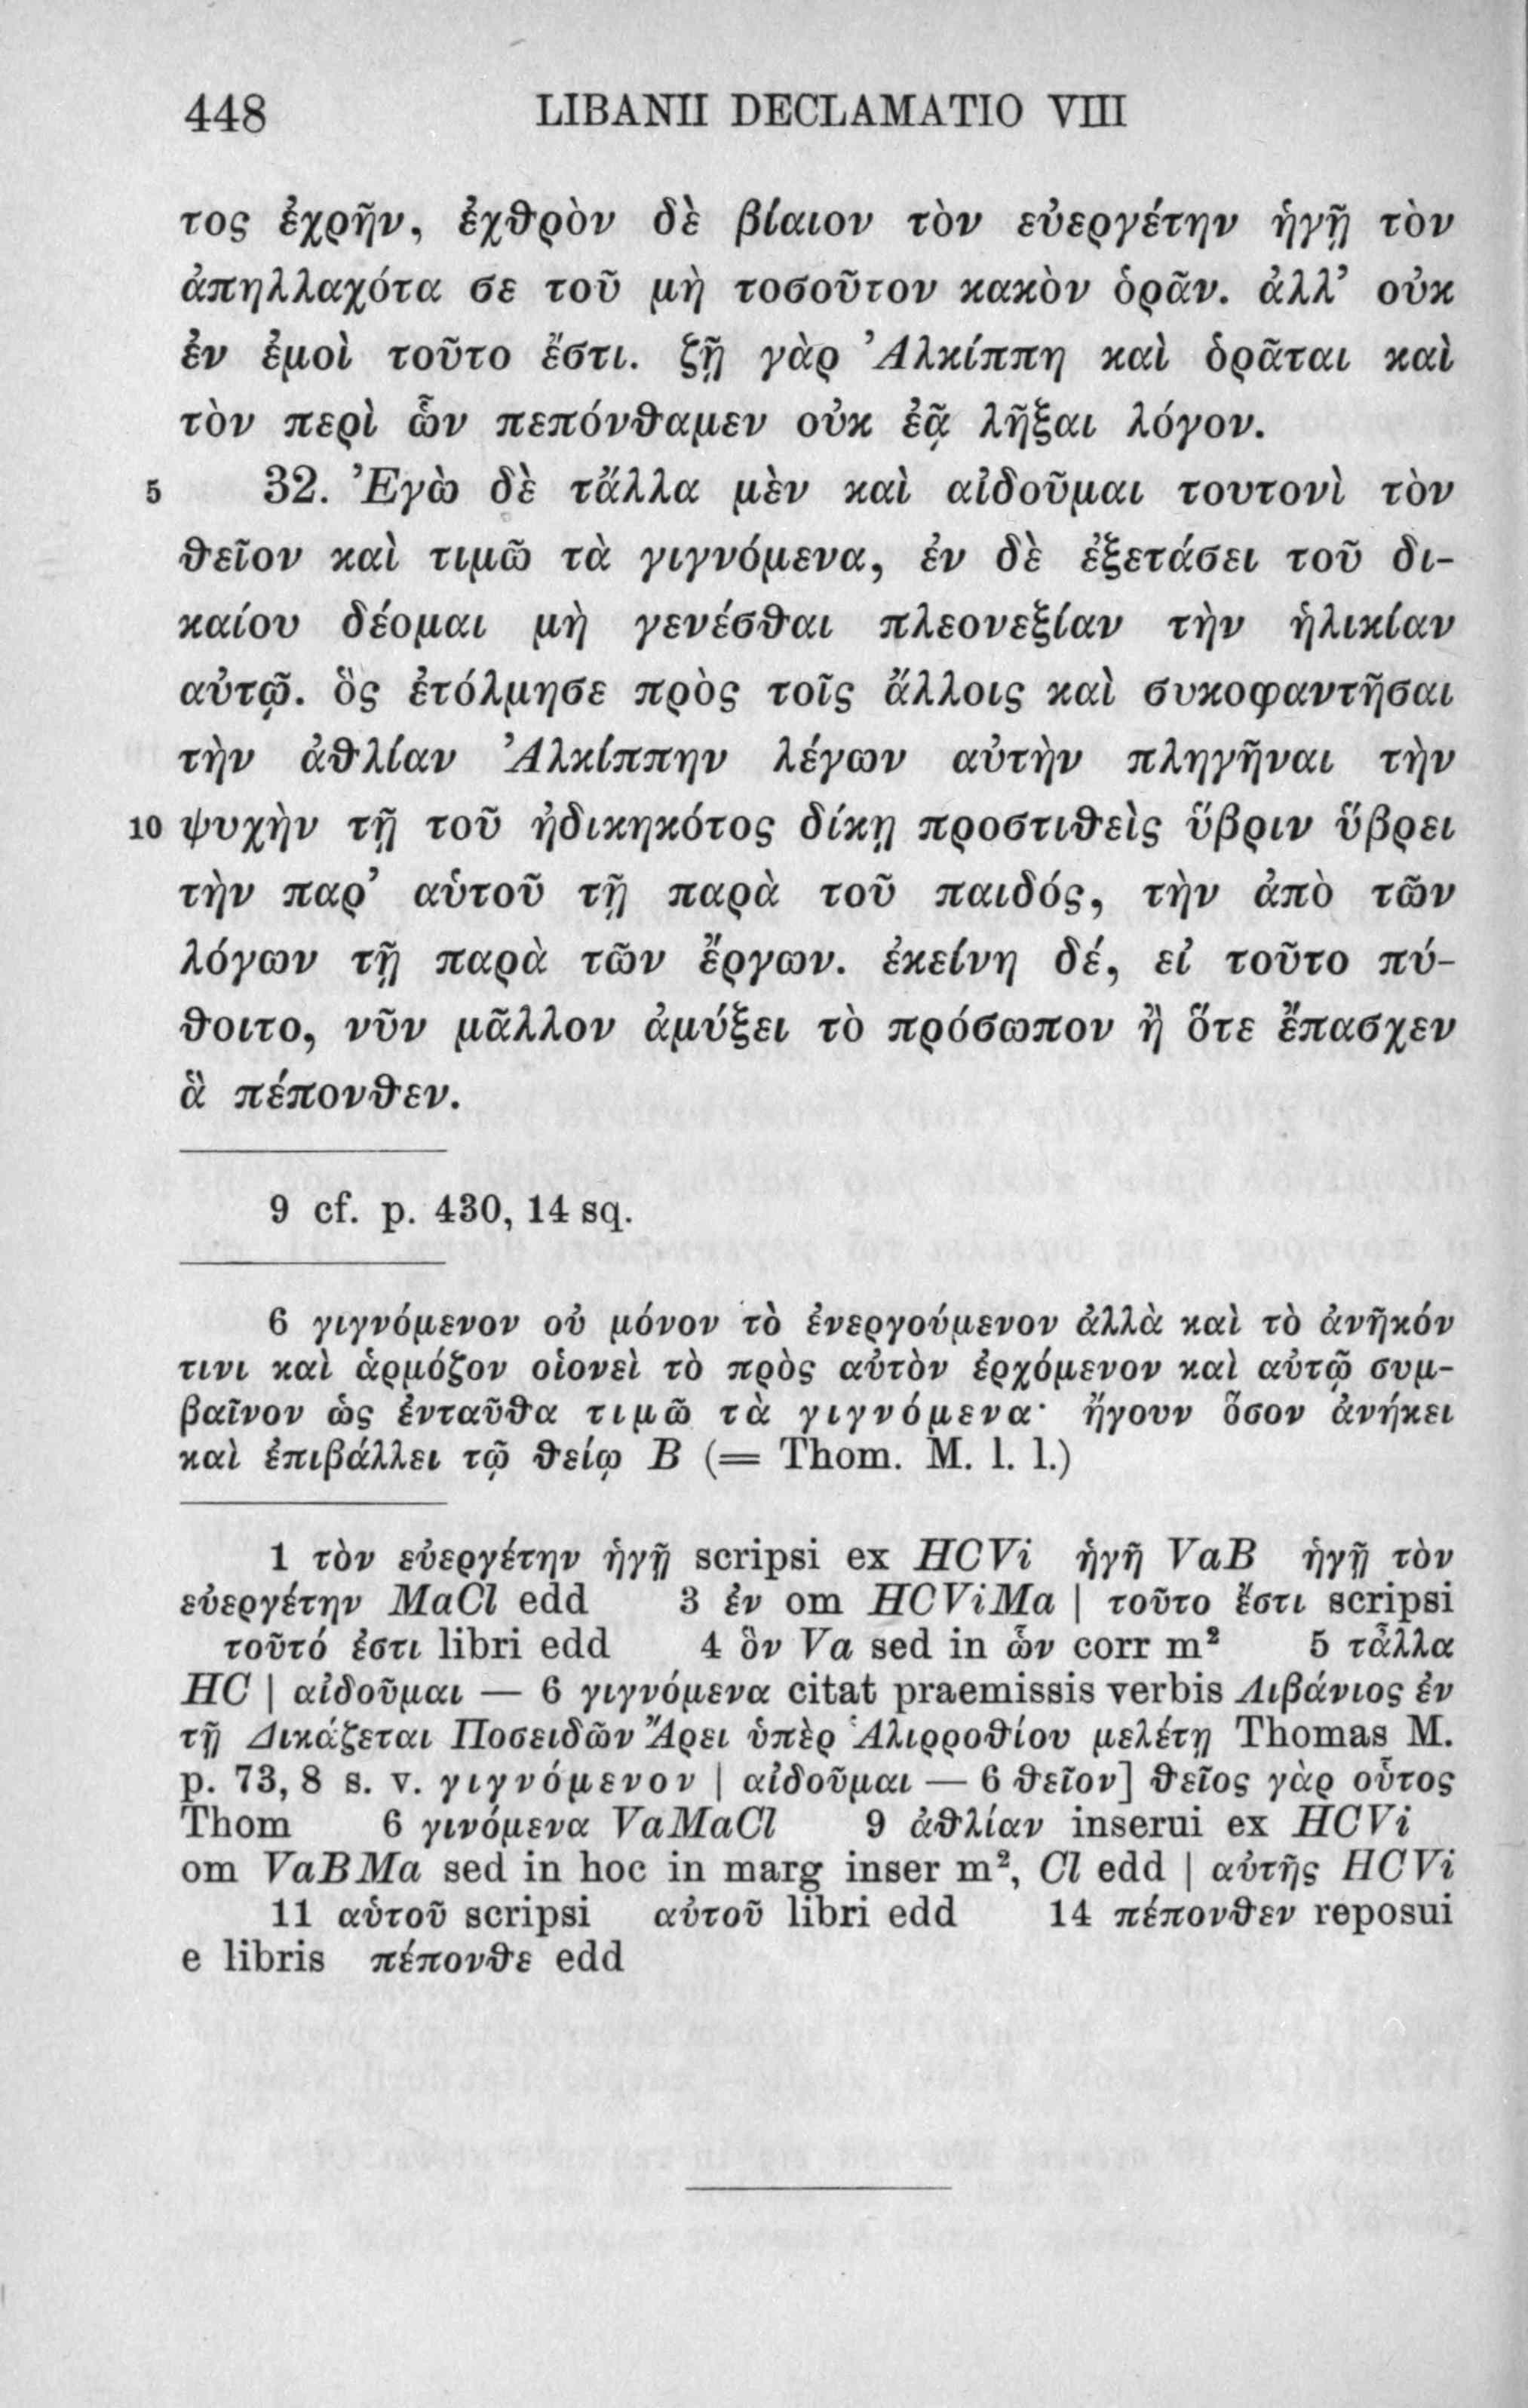 448 LIBANII DECLAMATIO VIII
τος ἐχρῆν, ἐχθρὸν δὲ βίαιον τὸν εὐεργέτην ἡγῇ τὸν
ἀπηλλαχότα σε τοῦ μὴ τοσοῦτον κακὸν ὁρᾶν. ἀλλ’ οὐκ
ἐν ἐμοὶ τοῦτο ἔστι. ζῇ γὰρ Ἀλκίππη καὶ ὁρᾶται καὶ
τὸν περὶ ὧν πεπόνθαμεν οὐκ ἐᾷ λῆξαι λόγον.
5 32. Ἐγὼ δὲ τἄλλα μὲν καὶ αἰδοῦμαι τουτονὶ τὸν
θεῖον καὶ τιμῶ τὰ γιγνόμενα, ἐν δὲ ἐξετάσει τοῦ δι-
καίου δέομαι μὴ γενέσθαι πλεονεξίαν τὴν ἡλικίαν
αὐτῷ. ὃς ἐτόλμησε πρὸς τοῖς ἄλλοις καὶ συκοφαντῆσαι
τὴν ἀθλίαν Ἀλκίππην λέγων αὐτὴν πληγῆναι τὴν
10 ψυχὴν τῇ τοῦ ἠδικηκότος δίκῃ προστιθεὶς ὕβριν ὕβρει
τὴν παρ’ αὑτοῦ τῇ παρὰ τοῦ παιδός, τὴν ἀπὸ τῶν
λόγων τῇ παρὰ τῶν ἔργων. ἐκείνη δέ, εἰ τοῦτο πύ-
θοιτο, νῦν μᾶλλον ἀμύξει τὸ πρόσωπον ἢ ὅτε ἔπασχεν
ἃ πέπονθεν.
9 cf. p. 430, 14 sq.
6 γιγνόμενον οὐ μόνον τὸ ἐνεργούμενον ἀλλὰ καὶ τὸ ἀνῆκόν
τινι καὶ ἁρμόζον οἱονεὶ τὸ πρὸς αὐτὸν ἐρχόμενον καὶ αὐτῷ συμ-
βαῖνον ὡς ἐνταῦθα τιμῶ τὰ γιγνόμενα· ἤγουν ὅσον ἀνήκει
καὶ ἐπιβάλλει τῷ θείῳ B (= Thom. M. l. l.)
1 τὸν εὐεργέτην ἡγῇ scripsi ex HCVi ἡγῆ VaB ἡγῇ τὸν
εὐεργέτην MaCl edd 3 ἐν om HCViMa | τοῦτο ἔστι scripsi
τοῦτό ἐστι libri edd 4 ὃν Va sed in ὧν corr m² 5 τἆλλα
HC | αἰδοῦμαι — 6 γιγνόμενα citat praemissis verbis Λιβάνιος ἐν
τῇ Δικάζεται Ποσειδῶν Ἄρει ὑπὲρ Ἁλιρροθίου μελέτῃ Thomas M.
p. 73, 8 s. v. γιγνόμενον | αἰδοῦμαι — 6 θεῖον] θεῖος γὰρ οὗτος
Thom 6 γινόμενα VaMaCl 9 ἀθλίαν inserui ex HCVi
om VaBMa sed in hoc in marg inser m², Cl edd | αὐτῆς HCVi
11 αὑτοῦ scripsi αὐτοῦ libri edd 14 πέπονθεν reposui
e libris πέπονθε edd